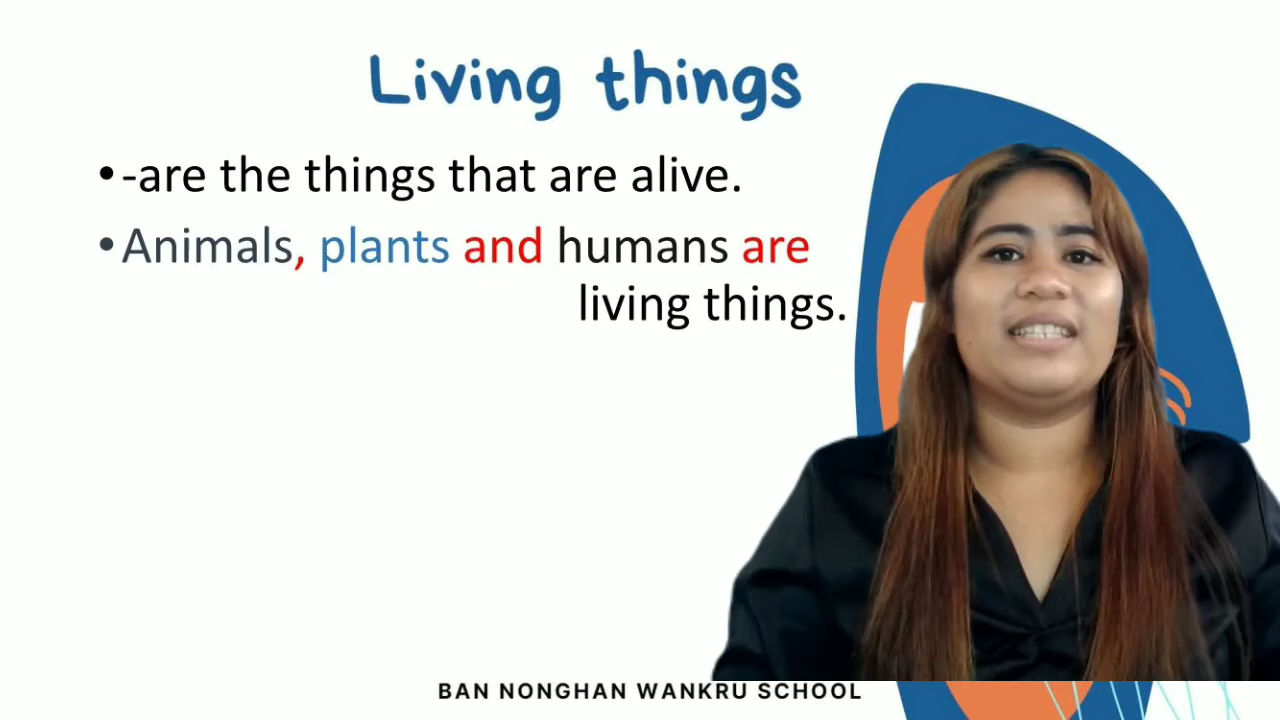 Living things
•-are the things that are alive.
•Animals, plants and humans are
living things.
BAN NONGHAN WANKRU SCHOOL